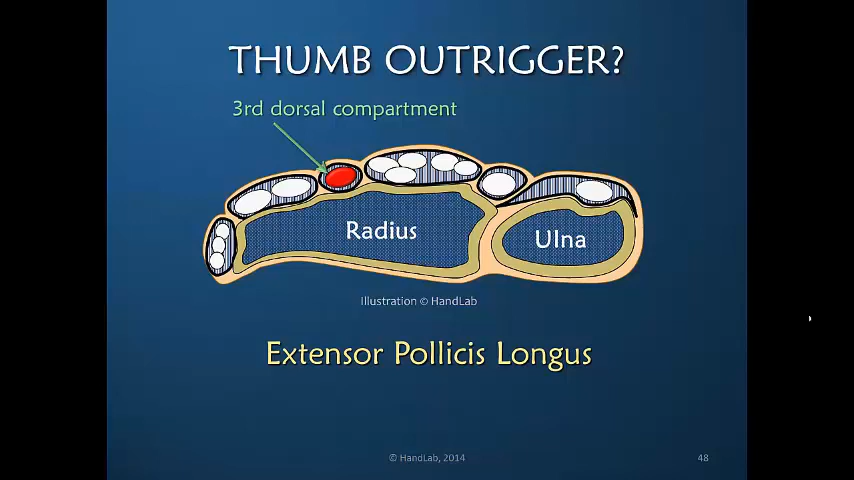 THUMB OUTRIGGER?
3rd dorsal compartment
Radius
Ulna
Illustration © HandLab
Extensor Pollicis Longus
© HandLab, 2014
48